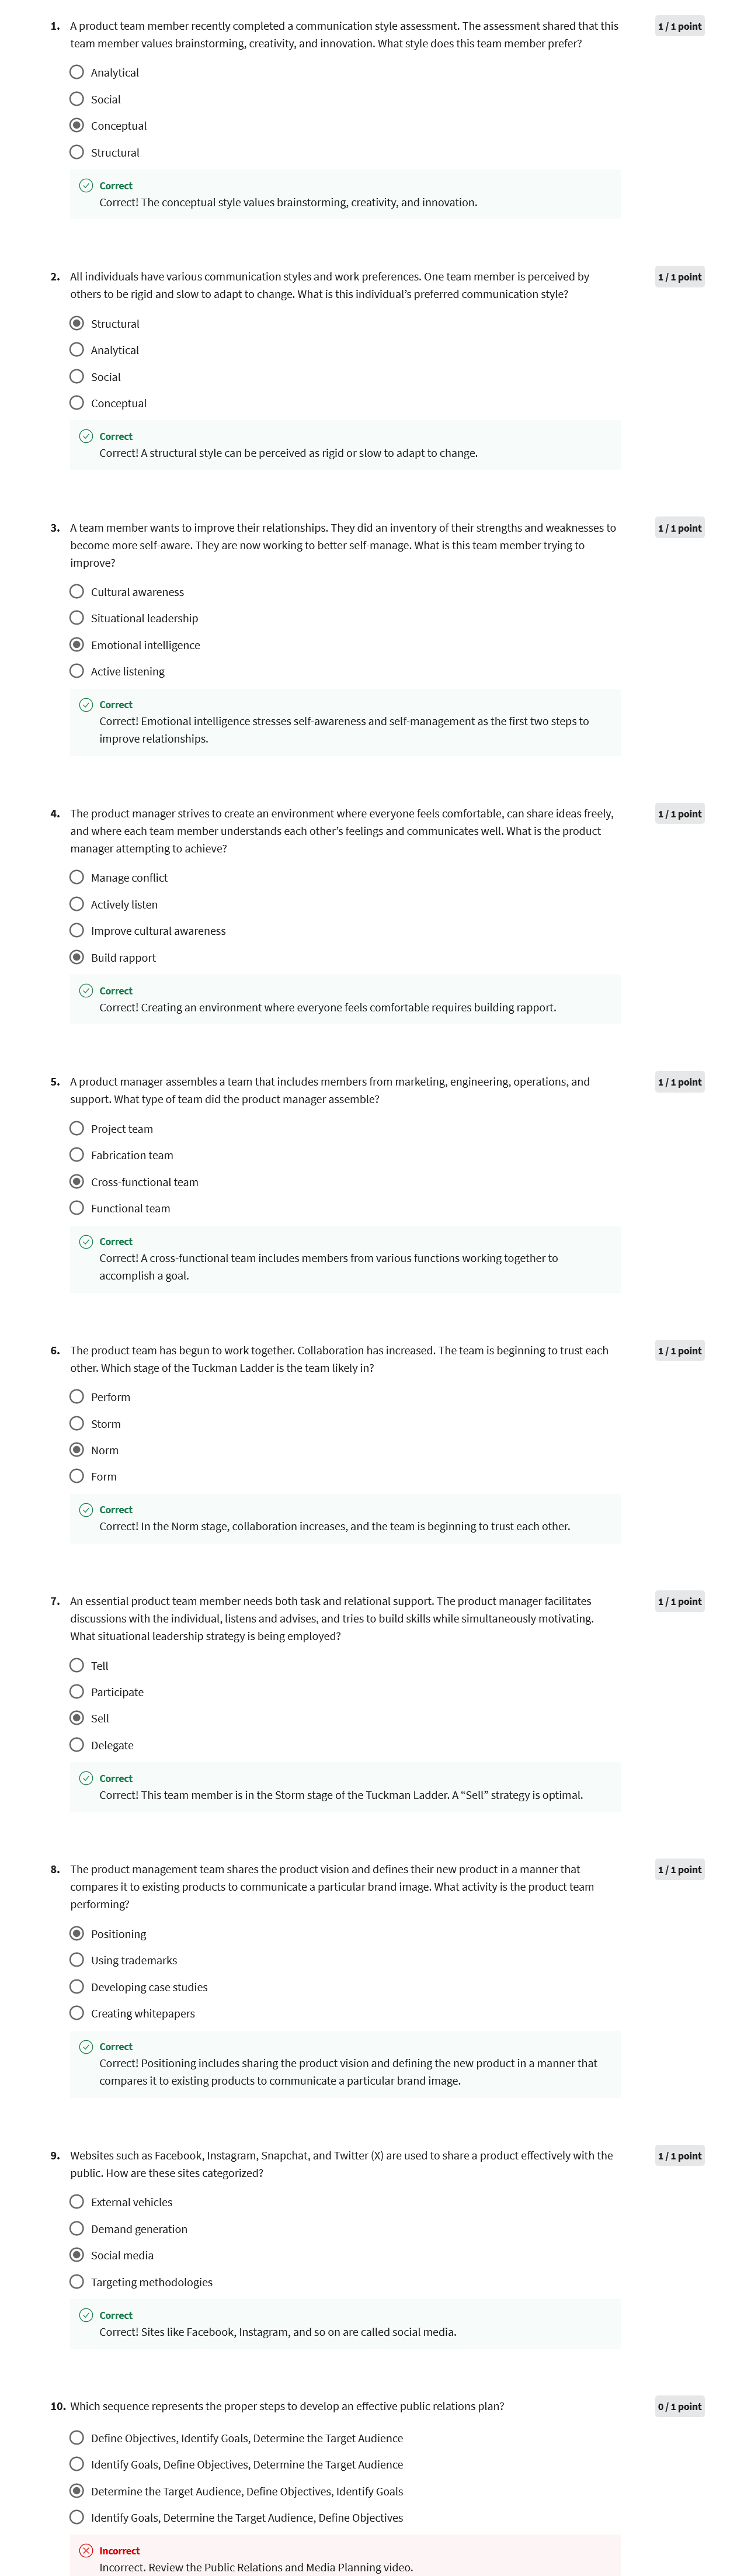 1. A product team member recently completed a communication style assessment. The assessment shared that this
1 / 1 point
team member values brainstorming, creativity, and innovation. What style does this team member prefer?
Analytical
Social
Conceptual
Structural
Correct
Correct! The conceptual style values brainstorming, creativity, and innovation.
2. All individuals have various communication styles and work preferences. One team member is perceived by
1 / 1 point
others to be rigid and slow to adapt to change. What is this individual’s preferred communication style?
Structural
Analytical
Social
Conceptual
Correct
Correct! A structural style can be perceived as rigid or slow to adapt to change.
3. A team member wants to improve their relationships. They did an inventory of their strengths and weaknesses to
1 / 1 point
become more self-aware. They are now working to better self-manage. What is this team member trying to
improve?
Cultural awareness
Situational leadership
Emotional intelligence
Active listening
Correct
Correct! Emotional intelligence stresses self-awareness and self-management as the first two steps to
improve relationships.
4. The product manager strives to create an environment where everyone feels comfortable, can share ideas freely,
1 / 1 point
and where each team member understands each other’s feelings and communicates well. What is the product
manager attempting to achieve?
Manage conflict
Actively listen
Improve cultural awareness
Build rapport
Correct
Correct! Creating an environment where everyone feels comfortable requires building rapport.
5. A product manager assembles a team that includes members from marketing, engineering, operations, and
1 / 1 point
support. What type of team did the product manager assemble?
Project team
Fabrication team
Cross-functional team
Functional team
Correct
Correct! A cross-functional team includes members from various functions working together to
accomplish a goal.
6. The product team has begun to work together. Collaboration has increased. The team is beginning to trust each
1 / 1 point
other. Which stage of the Tuckman Ladder is the team likely in?
Perform
Storm
Norm
Form
Correct
Correct! In the Norm stage, collaboration increases, and the team is beginning to trust each other.
7. An essential product team member needs both task and relational support. The product manager facilitates
1 / 1 point
discussions with the individual, listens and advises, and tries to build skills while simultaneously motivating.
What situational leadership strategy is being employed?
Tell
Participate
Sell
Delegate
Correct
Correct! This team member is in the Storm stage of the Tuckman Ladder. A “Sell” strategy is optimal.
8. The product management team shares the product vision and defines their new product in a manner that
1 / 1 point
compares it to existing products to communicate a particular brand image. What activity is the product team
performing?
Positioning
Using trademarks
Developing case studies
Creating whitepapers
Correct
Correct! Positioning includes sharing the product vision and defining the new product in a manner that
compares it to existing products to communicate a particular brand image.
9. Websites such as Facebook, Instagram, Snapchat, and Twitter (X) are used to share a product effectively with the
1 / 1 point
public. How are these sites categorized?
External vehicles
Demand generation
Social media
Targeting methodologies
Correct
Correct! Sites like Facebook, Instagram, and so on are called social media.
10. Which sequence represents the proper steps to develop an effective public relations plan?
0 / 1 point
Define Objectives, Identify Goals, Determine the Target Audience
Identify Goals, Define Objectives, Determine the Target Audience
Determine the Target Audience, Define Objectives, Identify Goals
Identify Goals, Determine the Target Audience, Define Objectives
Incorrect
Incorrect. Review the Public Relations and Media Planning video.